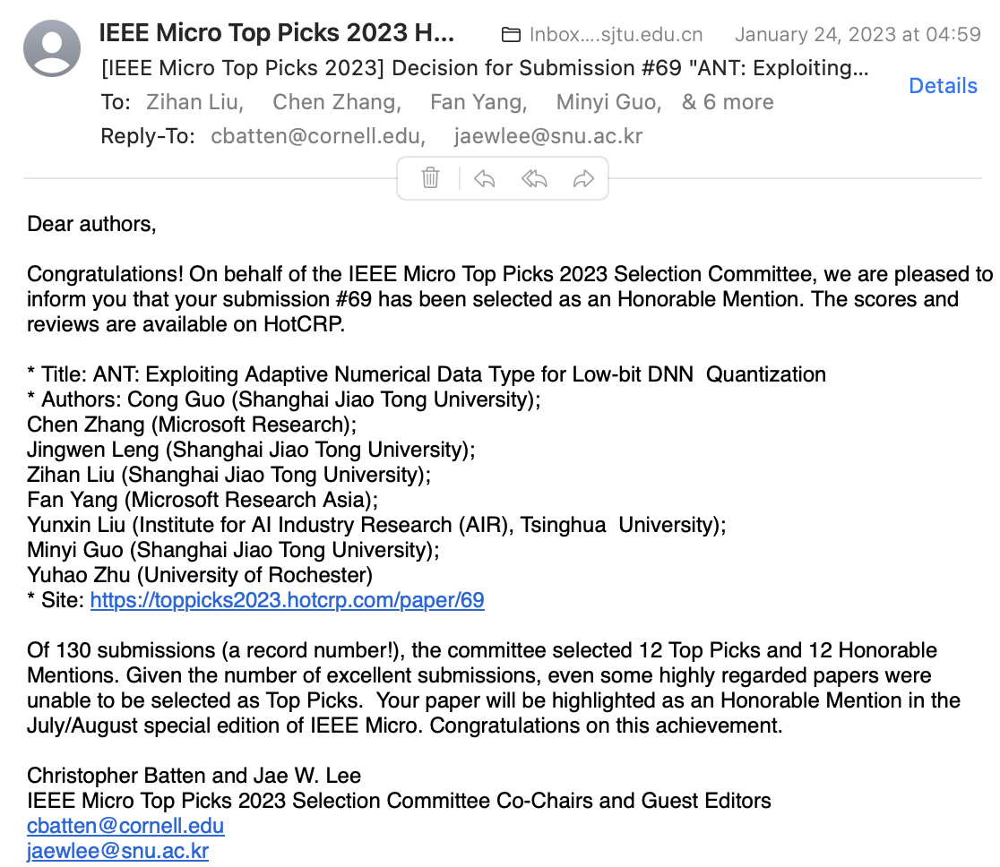 IEEE Micro Top Picks 2023 H...
Inbox....sjtu.edu.cn
January 24, 2023 at 04:59
[IEEE Micro Top Picks 2023] Decision for Submission #69 "ANT: Exploiting...
Details
To: Zihan Liu, Chen Zhang, Fan Yang, Minyi Guo, & 6 more
Reply-To: cbatten@cornell.edu, jaewlee@snu.ac.kr
Dear authors,
Congratulations! On behalf of the IEEE Micro Top Picks 2023 Selection Committee, we are pleased to
inform you that your submission #69 has been selected as an Honorable Mention. The scores and
reviews are available on HotCRP.
* Title: ANT: Exploiting Adaptive Numerical Data Type for Low-bit DNN  Quantization
* Authors: Cong Guo (Shanghai Jiao Tong University);
Chen Zhang (Microsoft Research);
Jingwen Leng (Shanghai Jiao Tong University);
Zihan Liu (Shanghai Jiao Tong University);
Fan Yang (Microsoft Research Asia);
Yunxin Liu (Institute for AI Industry Research (AIR), Tsinghua  University);
Minyi Guo (Shanghai Jiao Tong University);
Yuhao Zhu (University of Rochester)
* Site: https://toppicks2023.hotcrp.com/paper/69
Of 130 submissions (a record number!), the committee selected 12 Top Picks and 12 Honorable
Mentions. Given the number of excellent submissions, even some highly regarded papers were
unable to be selected as Top Picks.  Your paper will be highlighted as an Honorable Mention in the
July/August special edition of IEEE Micro. Congratulations on this achievement.
Christopher Batten and Jae W. Lee
IEEE Micro Top Picks 2023 Selection Committee Co-Chairs and Guest Editors
cbatten@cornell.edu
jaewlee@snu.ac.kr